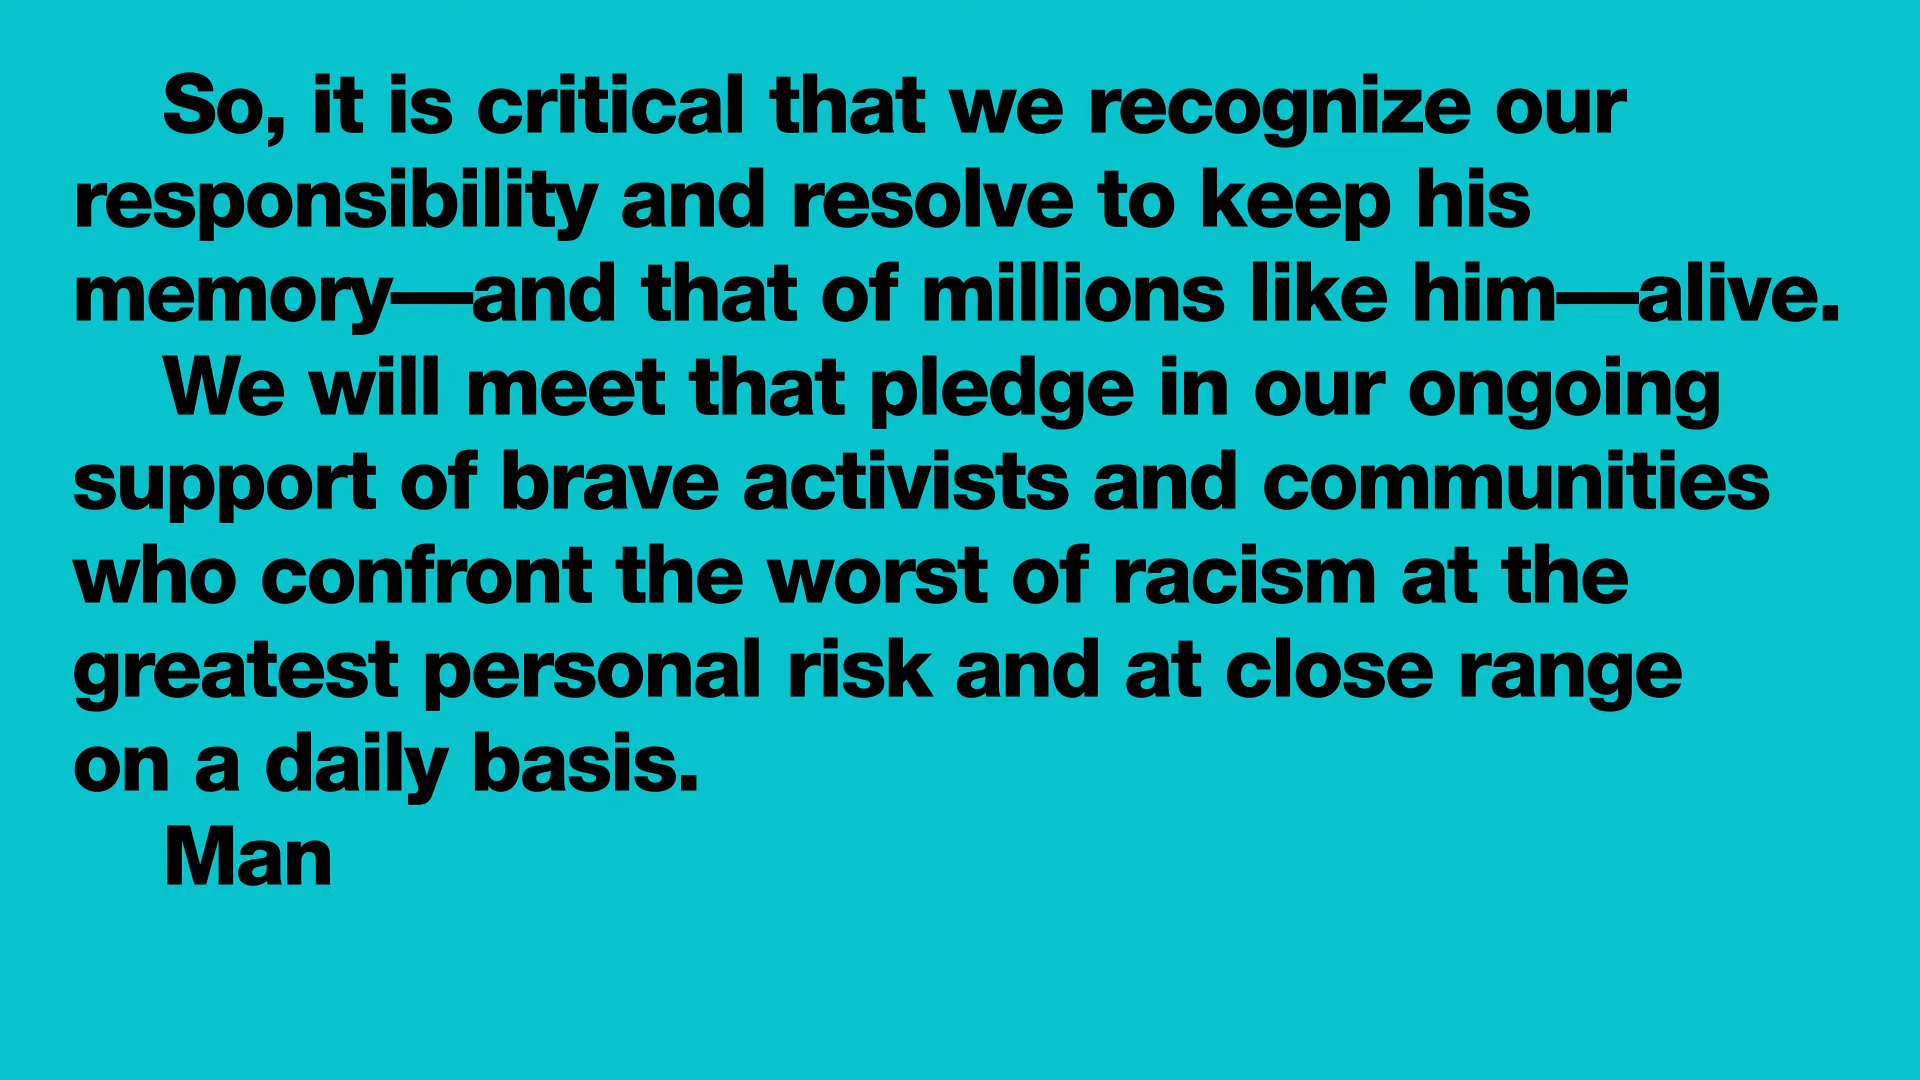 So, it is critical that we recognize our
responsibility and resolve to keep his
memory—and that of millions like him—alive.
We will meet that pledge in our ongoing
support of brave activists and communities
who confront the worst of racism at the
greatest personal risk and at close range
on a daily basis.
Man